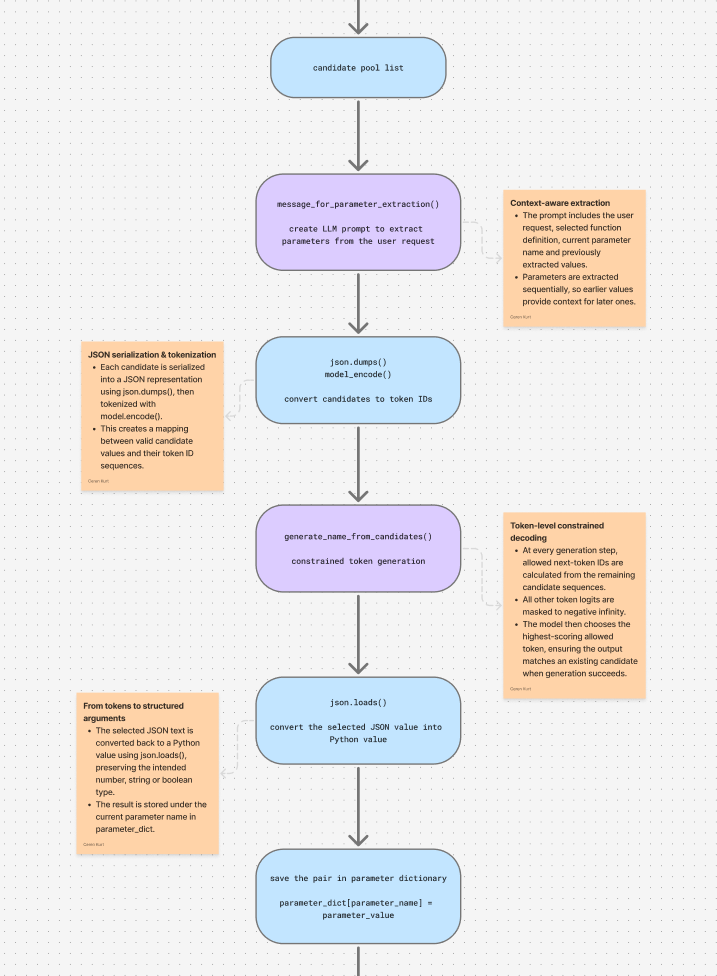 candidate pool list
message_for_parameter_extraction()
create LLM prompt to extract
parameters from the user request
Context-aware extraction
• The prompt includes the user
request, selected function
definition, current parameter
name and previously
extracted values.
• Parameters are extracted
sequentially, so earlier values
provide context for later ones.
Ceren Kurt
json.dumps()
model_encode()
convert candidates to token IDs
JSON serialization & tokenization
• Each candidate is serialized
into a JSON representation
using json.dumps(), then
tokenized with
model.encode().
• This creates a mapping
between valid candidate
values and their token ID
sequences.
Ceren Kurt
generate_name_from_candidates()
constrained token generation
Token-level constrained
decoding
• At every generation step,
allowed next-token IDs are
calculated from the remaining
candidate sequences.
• All other token logits are
masked to negative infinity.
• The model then chooses the
highest-scoring allowed
token, ensuring the output
matches an existing candidate
when generation succeeds.
Ceren Kurt
json.loads()
convert the selected JSON value into
Python value
From tokens to structured
arguments
• The selected JSON text is
converted back to a Python
value using json.loads(),
preserving the intended
number, string or boolean
type.
• The result is stored under the
current parameter name in
parameter_dict.
Ceren Kurt
save the pair in parameter dictionary
parameter_dict[parameter_name] =
parameter_value